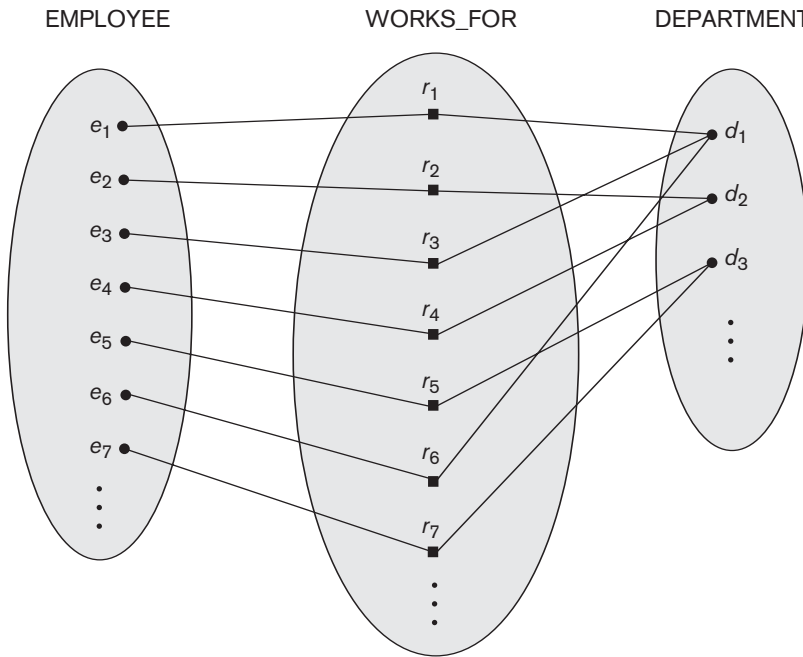 EMPLOYEE WORKS_FOR DEPARTMENT
e1
e2
e3
e4
e5
e6
e7
r1
r2
r3
r4
r5
r6
r7
d1
d2
d3